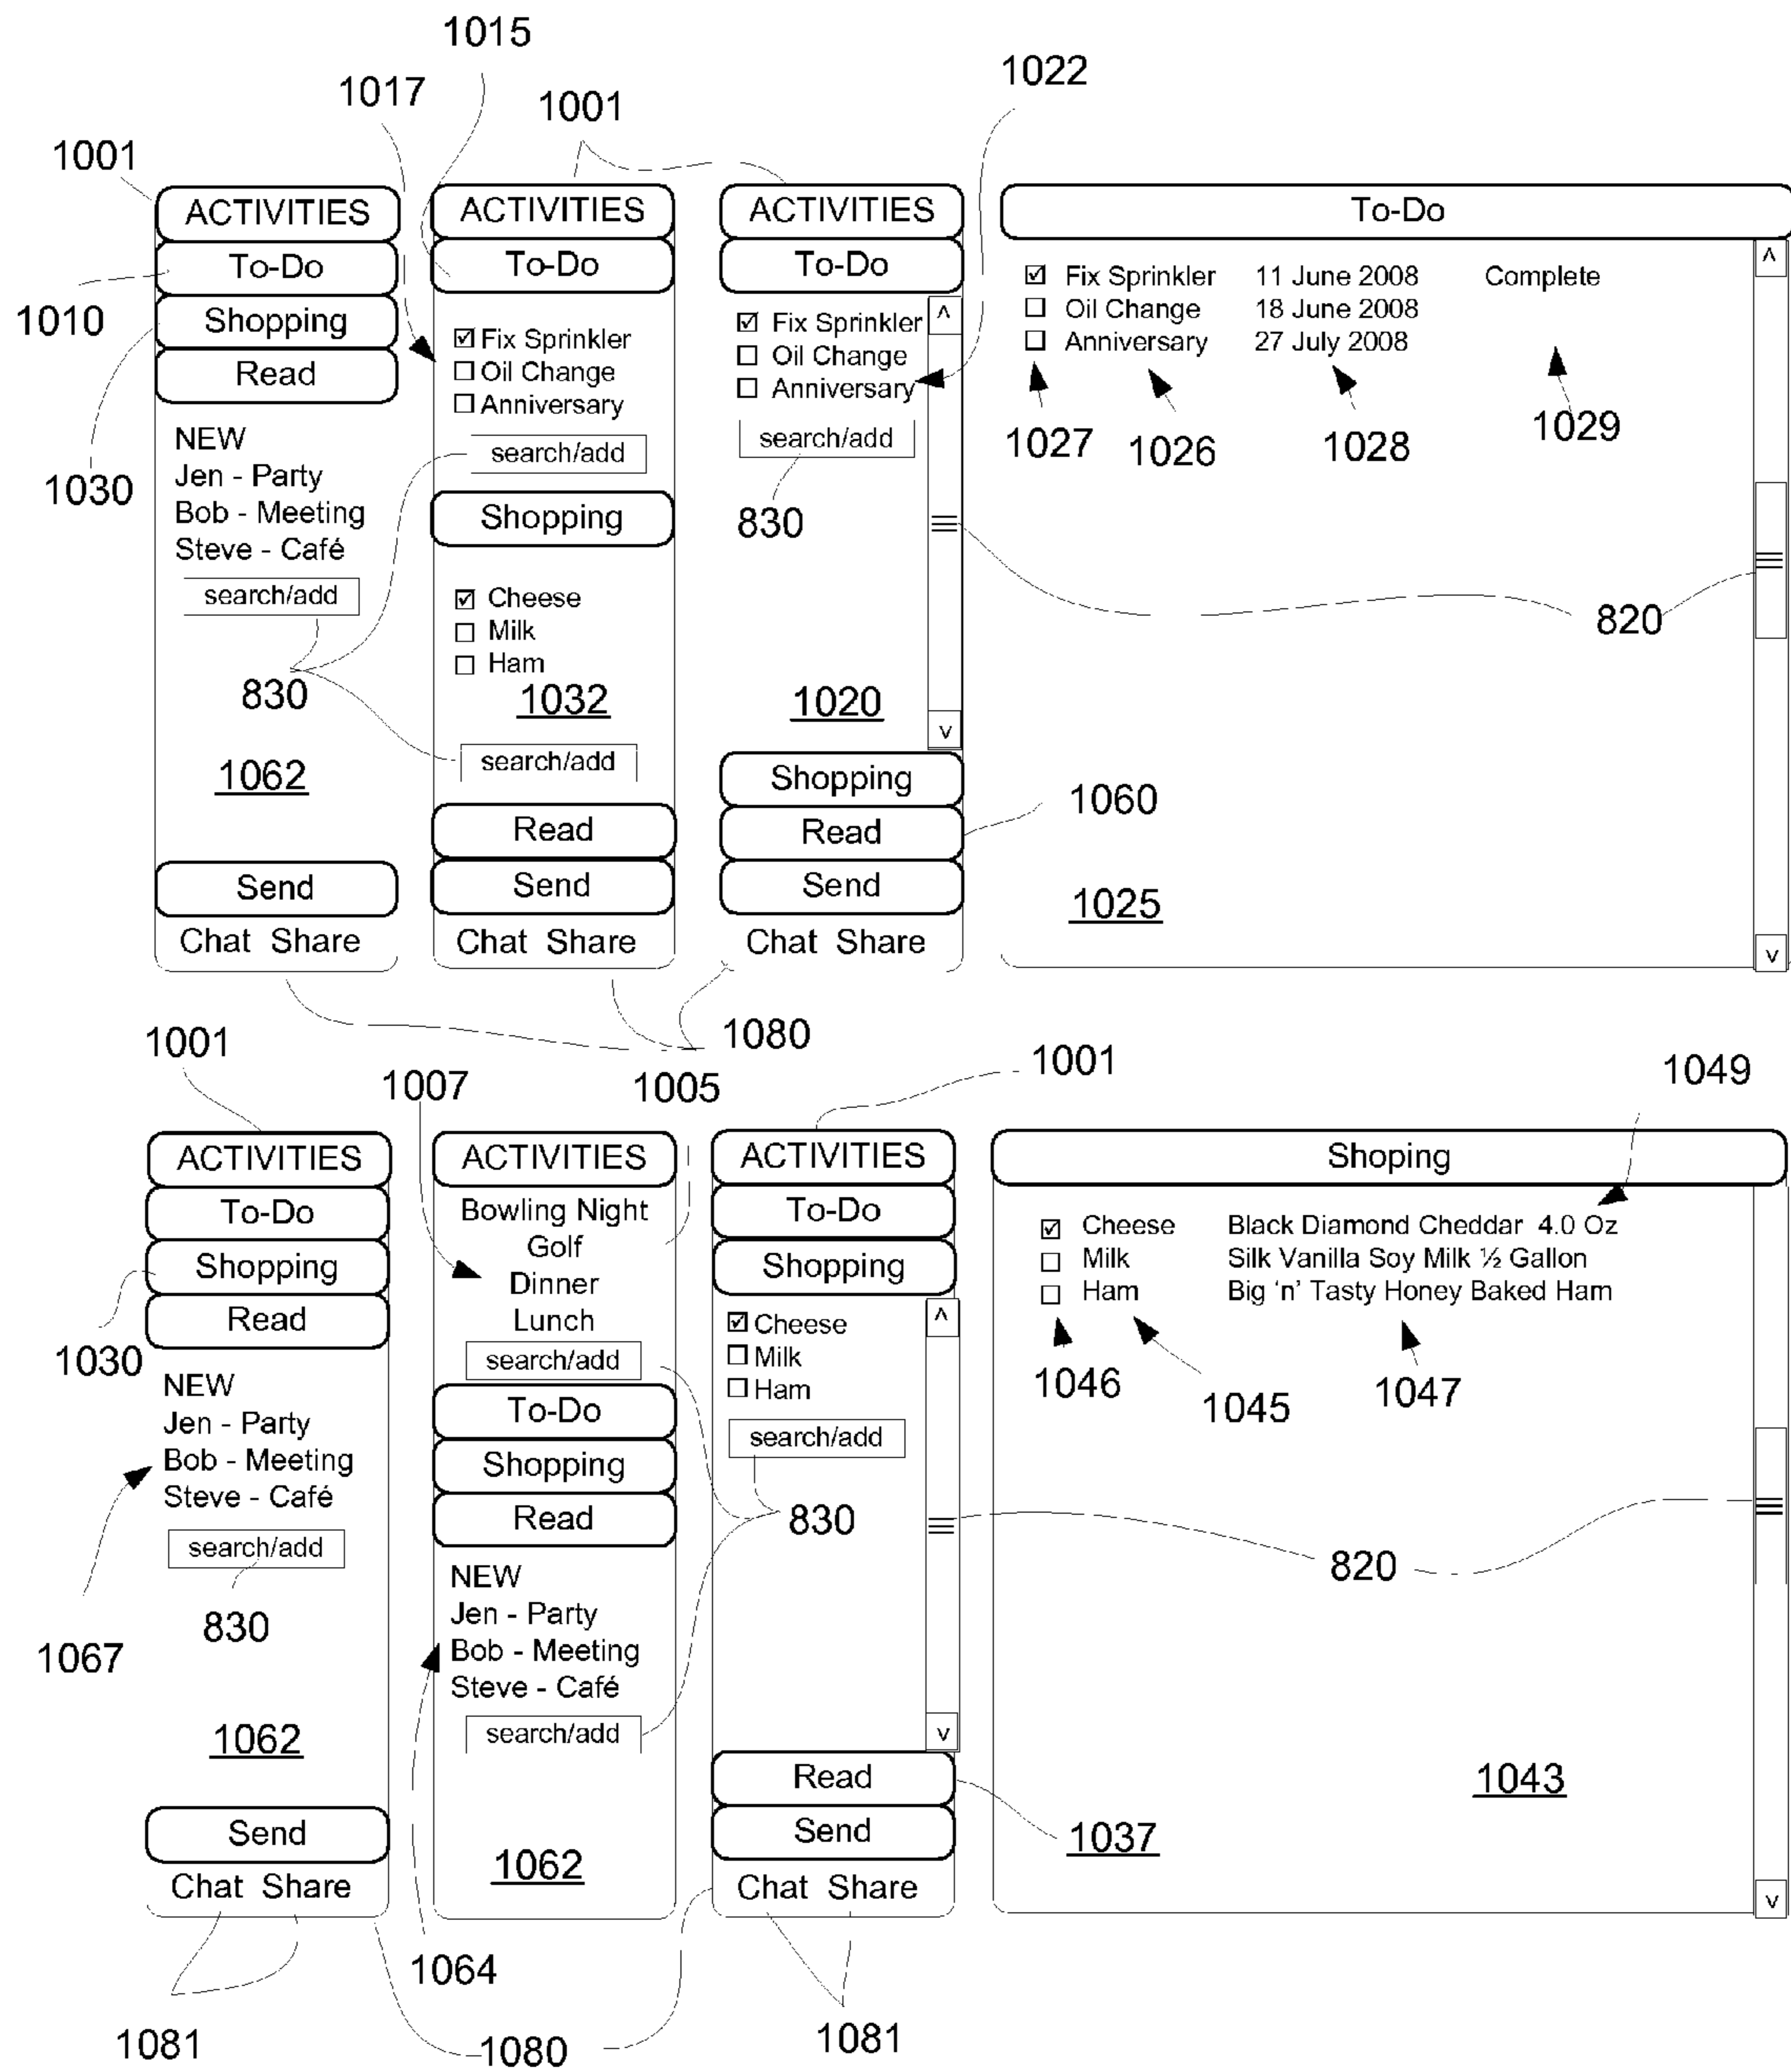 1015
1017
1001
1022
1001
ACTIVITIES
To-Do
Shopping
Read
NEW
Jen - Party
Bob - Meeting
Steve - Café
search/add
830
1062
Send
Chat Share
1010
1030
ACTIVITIES
To-Do
Fix Sprinkler
Oil Change
Anniversary
search/add
Shopping
Cheese
Milk
Ham
1032
search/add
Read
Send
Chat Share
ACTIVITIES
To-Do
Fix Sprinkler
Oil Change
Anniversary
search/add
830
1020
Shopping
Read
Send
Chat Share
^
v
1060
To-Do
Fix Sprinkler 11 June 2008 Complete
Oil Change 18 June 2008
Anniversary 27 July 2008
1027 1026 1028 1029
820
1025
^
v
1080
1001
1007
1005
1001
1049
ACTIVITIES
To-Do
Shopping
Read
1030
NEW
Jen - Party
Bob - Meeting
Steve - Café
search/add
830
1067
1062
Send
Chat Share
ACTIVITIES
Bowling Night
Golf
Dinner
Lunch
search/add
To-Do
Shopping
Read
NEW
Jen - Party
Bob - Meeting
Steve - Café
search/add
1062
ACTIVITIES
To-Do
Shopping
Cheese
Milk
Ham
search/add
830
^
v
Read
Send
Chat Share
Shoping
Cheese Black Diamond Cheddar 4.0 Oz
Milk Silk Vanilla Soy Milk ½ Gallon
Ham Big ‘n’ Tasty Honey Baked Ham
1046 1045 1047
820
1043
1037
v
1064
1081
1080
1081